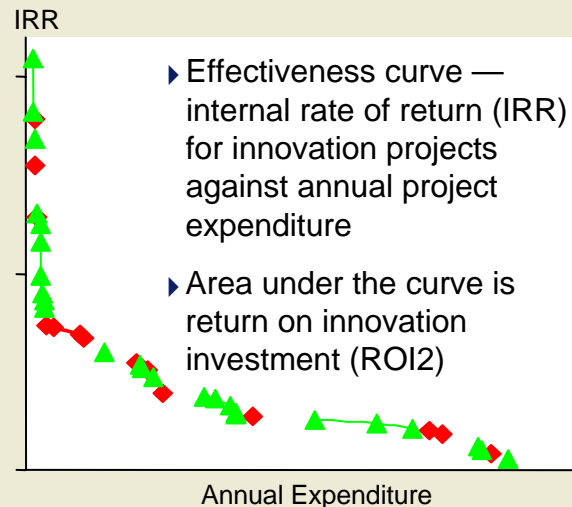 IRR
Effectiveness curve —
internal rate of return (IRR)
for innovation projects
against annual project
expenditure
Area under the curve is
return on innovation
investment (ROI2)
Annual Expenditure